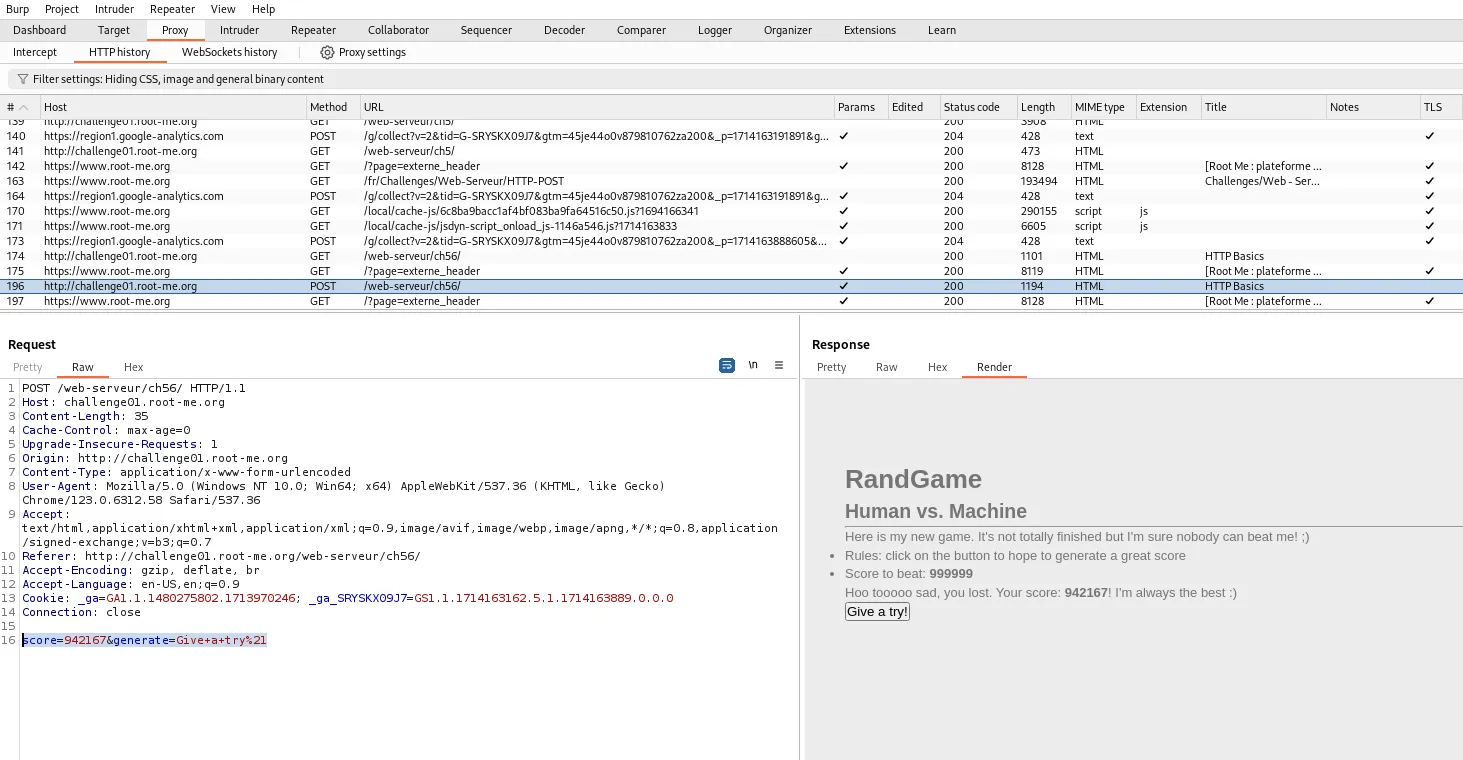 Burp Project Intruder Repeater View Help
Dashboard Target Proxy Intruder Repeater Collaborator Sequencer Decoder Comparer Logger Organizer Extensions Learn
Intercept HTTP history WebSockets history Proxy settings
Filter settings: Hiding CSS, image and general binary content
# Host Method URL Params Edited Status code Length MIME type Extension Title Notes TLS
139 http://challenge01.root-me.org GET /web-serveur/ch5/ 200 3908 HTML
140 https://region1.google-analytics.com POST /g/collect?v=2&tid=G-SRYSKX09J7&gtm=45je44o0v879810762za200&_p=1714163191891&g... ✓ 204 428 text ✓
141 http://challenge01.root-me.org GET /web-serveur/ch5/ 200 473 HTML
142 https://www.root-me.org GET /?page=externe_header ✓ 200 8128 HTML [Root Me : plateforme ... ✓
163 https://www.root-me.org GET /fr/Challenges/Web-Serveur/HTTP-POST 200 193494 HTML Challenges/Web - Ser... ✓
164 https://region1.google-analytics.com POST /g/collect?v=2&tid=G-SRYSKX09J7&gtm=45je44o0v879810762za200&_p=1714163191891&g... ✓ 204 428 text ✓
170 https://www.root-me.org GET /local/cache-js/6c8ba9bacc1af4bf083ba9fa64516c50.js?1694166341 ✓ 200 290155 script js ✓
171 https://www.root-me.org GET /local/cache-js/jsdyn-script_onload_js-1146a546.js?1714163833 ✓ 200 6605 script js ✓
173 https://region1.google-analytics.com POST /g/collect?v=2&tid=G-SRYSKX09J7&gtm=45je44o0v879810762za200&_p=1714163888605&... ✓ 204 428 text ✓
174 http://challenge01.root-me.org GET /web-serveur/ch56/ 200 1101 HTML HTTP Basics
175 https://www.root-me.org GET /?page=externe_header ✓ 200 8119 HTML [Root Me : plateforme ... ✓
196 http://challenge01.root-me.org POST /web-serveur/ch56/ ✓ 200 1194 HTML HTTP Basics
197 https://www.root-me.org GET /?page=externe_header ✓ 200 8128 HTML [Root Me : plateforme ... ✓
Request
Pretty Raw Hex \n
1 POST /web-serveur/ch56/ HTTP/1.1
2 Host: challenge01.root-me.org
3 Content-Length: 35
4 Cache-Control: max-age=0
5 Upgrade-Insecure-Requests: 1
6 Origin: http://challenge01.root-me.org
7 Content-Type: application/x-www-form-urlencoded
8 User-Agent: Mozilla/5.0 (Windows NT 10.0; Win64; x64) AppleWebKit/537.36 (KHTML, like Gecko)
Chrome/123.0.6312.58 Safari/537.36
9 Accept:
text/html,application/xhtml+xml,application/xml;q=0.9,image/avif,image/webp,image/apng,*/*;q=0.8,application
/signed-exchange;v=b3;q=0.7
10 Referer: http://challenge01.root-me.org/web-serveur/ch56/
11 Accept-Encoding: gzip, deflate, br
12 Accept-Language: en-US,en;q=0.9
13 Cookie: _ga=GA1.1.1480275802.1713970246; _ga_SRYSKX09J7=GS1.1.1714163162.5.1.1714163889.0.0.0
14 Connection: close
15
16 score=942167&generate=Give+a+try%21
Response
Pretty Raw Hex Render
RandGame
Human vs. Machine
Here is my new game. It's not totally finished but I'm sure nobody can beat me! ;)
• Rules: click on the button to hope to generate a great score
• Score to beat: 999999
Hoo tooooo sad, you lost. Your score: 942167! I'm always the best :)
Give a try!